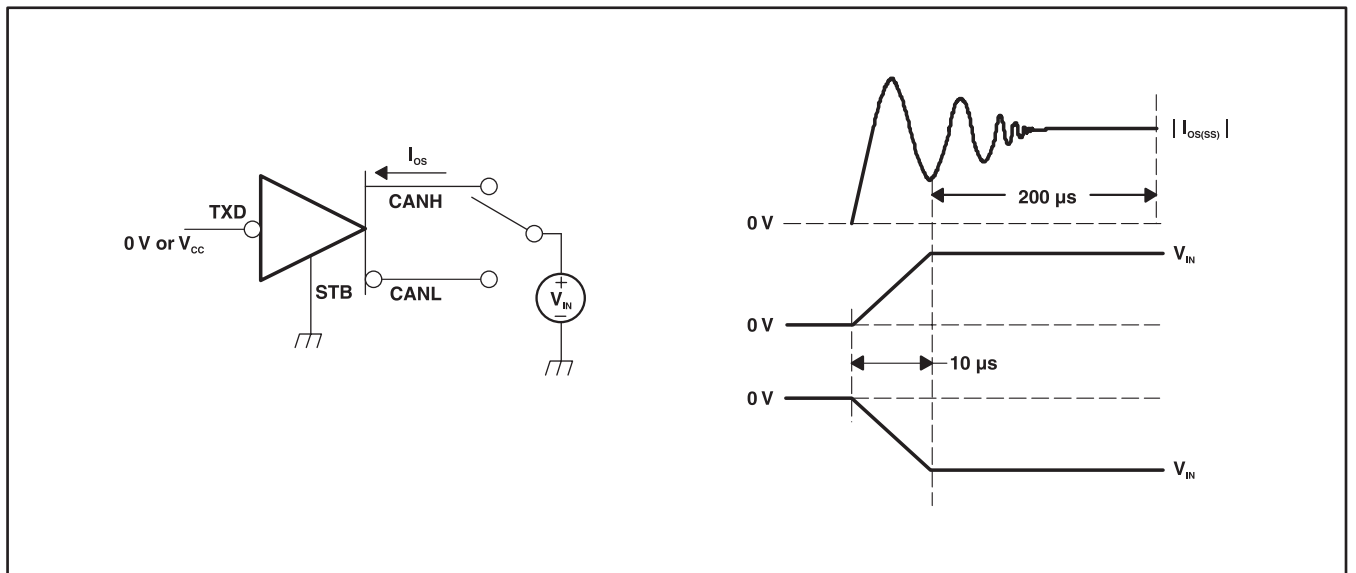 I_OS
TXD
CANH
0 V or V_CC
STB
CANL
+
V_IN
–
| I_OS(SS) |
200 µs
0 V
V_IN
0 V
10 µs
0 V
V_IN